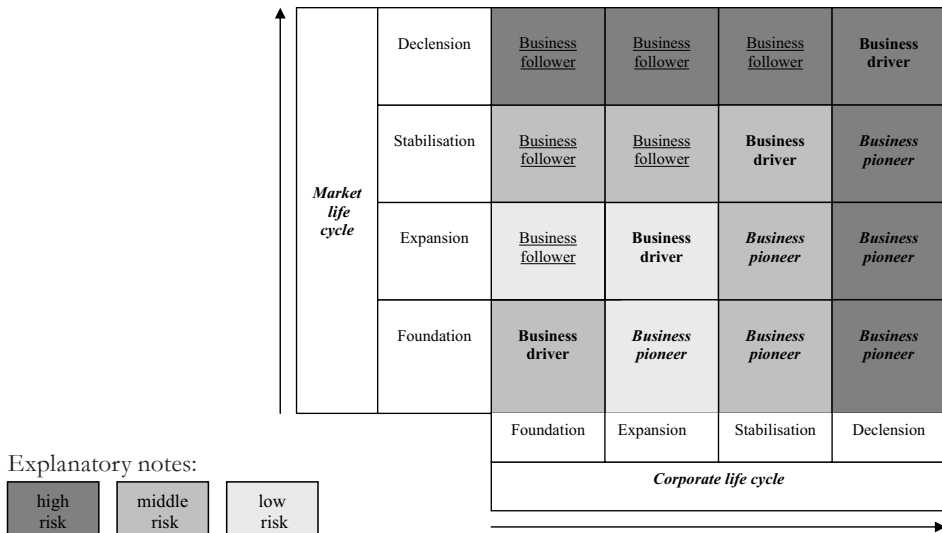 Declension
Business
follower
Business
follower
Business
follower
Business
driver
Stabilisation
Business
follower
Business
follower
Business
driver
Business
pioneer
Market
life
cycle
Expansion
Business
follower
Business
driver
Business
pioneer
Business
pioneer
Foundation
Business
driver
Business
pioneer
Business
pioneer
Business
pioneer
Foundation
Expansion
Stabilisation
Declension
Corporate life cycle
Explanatory notes:
high
risk
middle
risk
low
risk